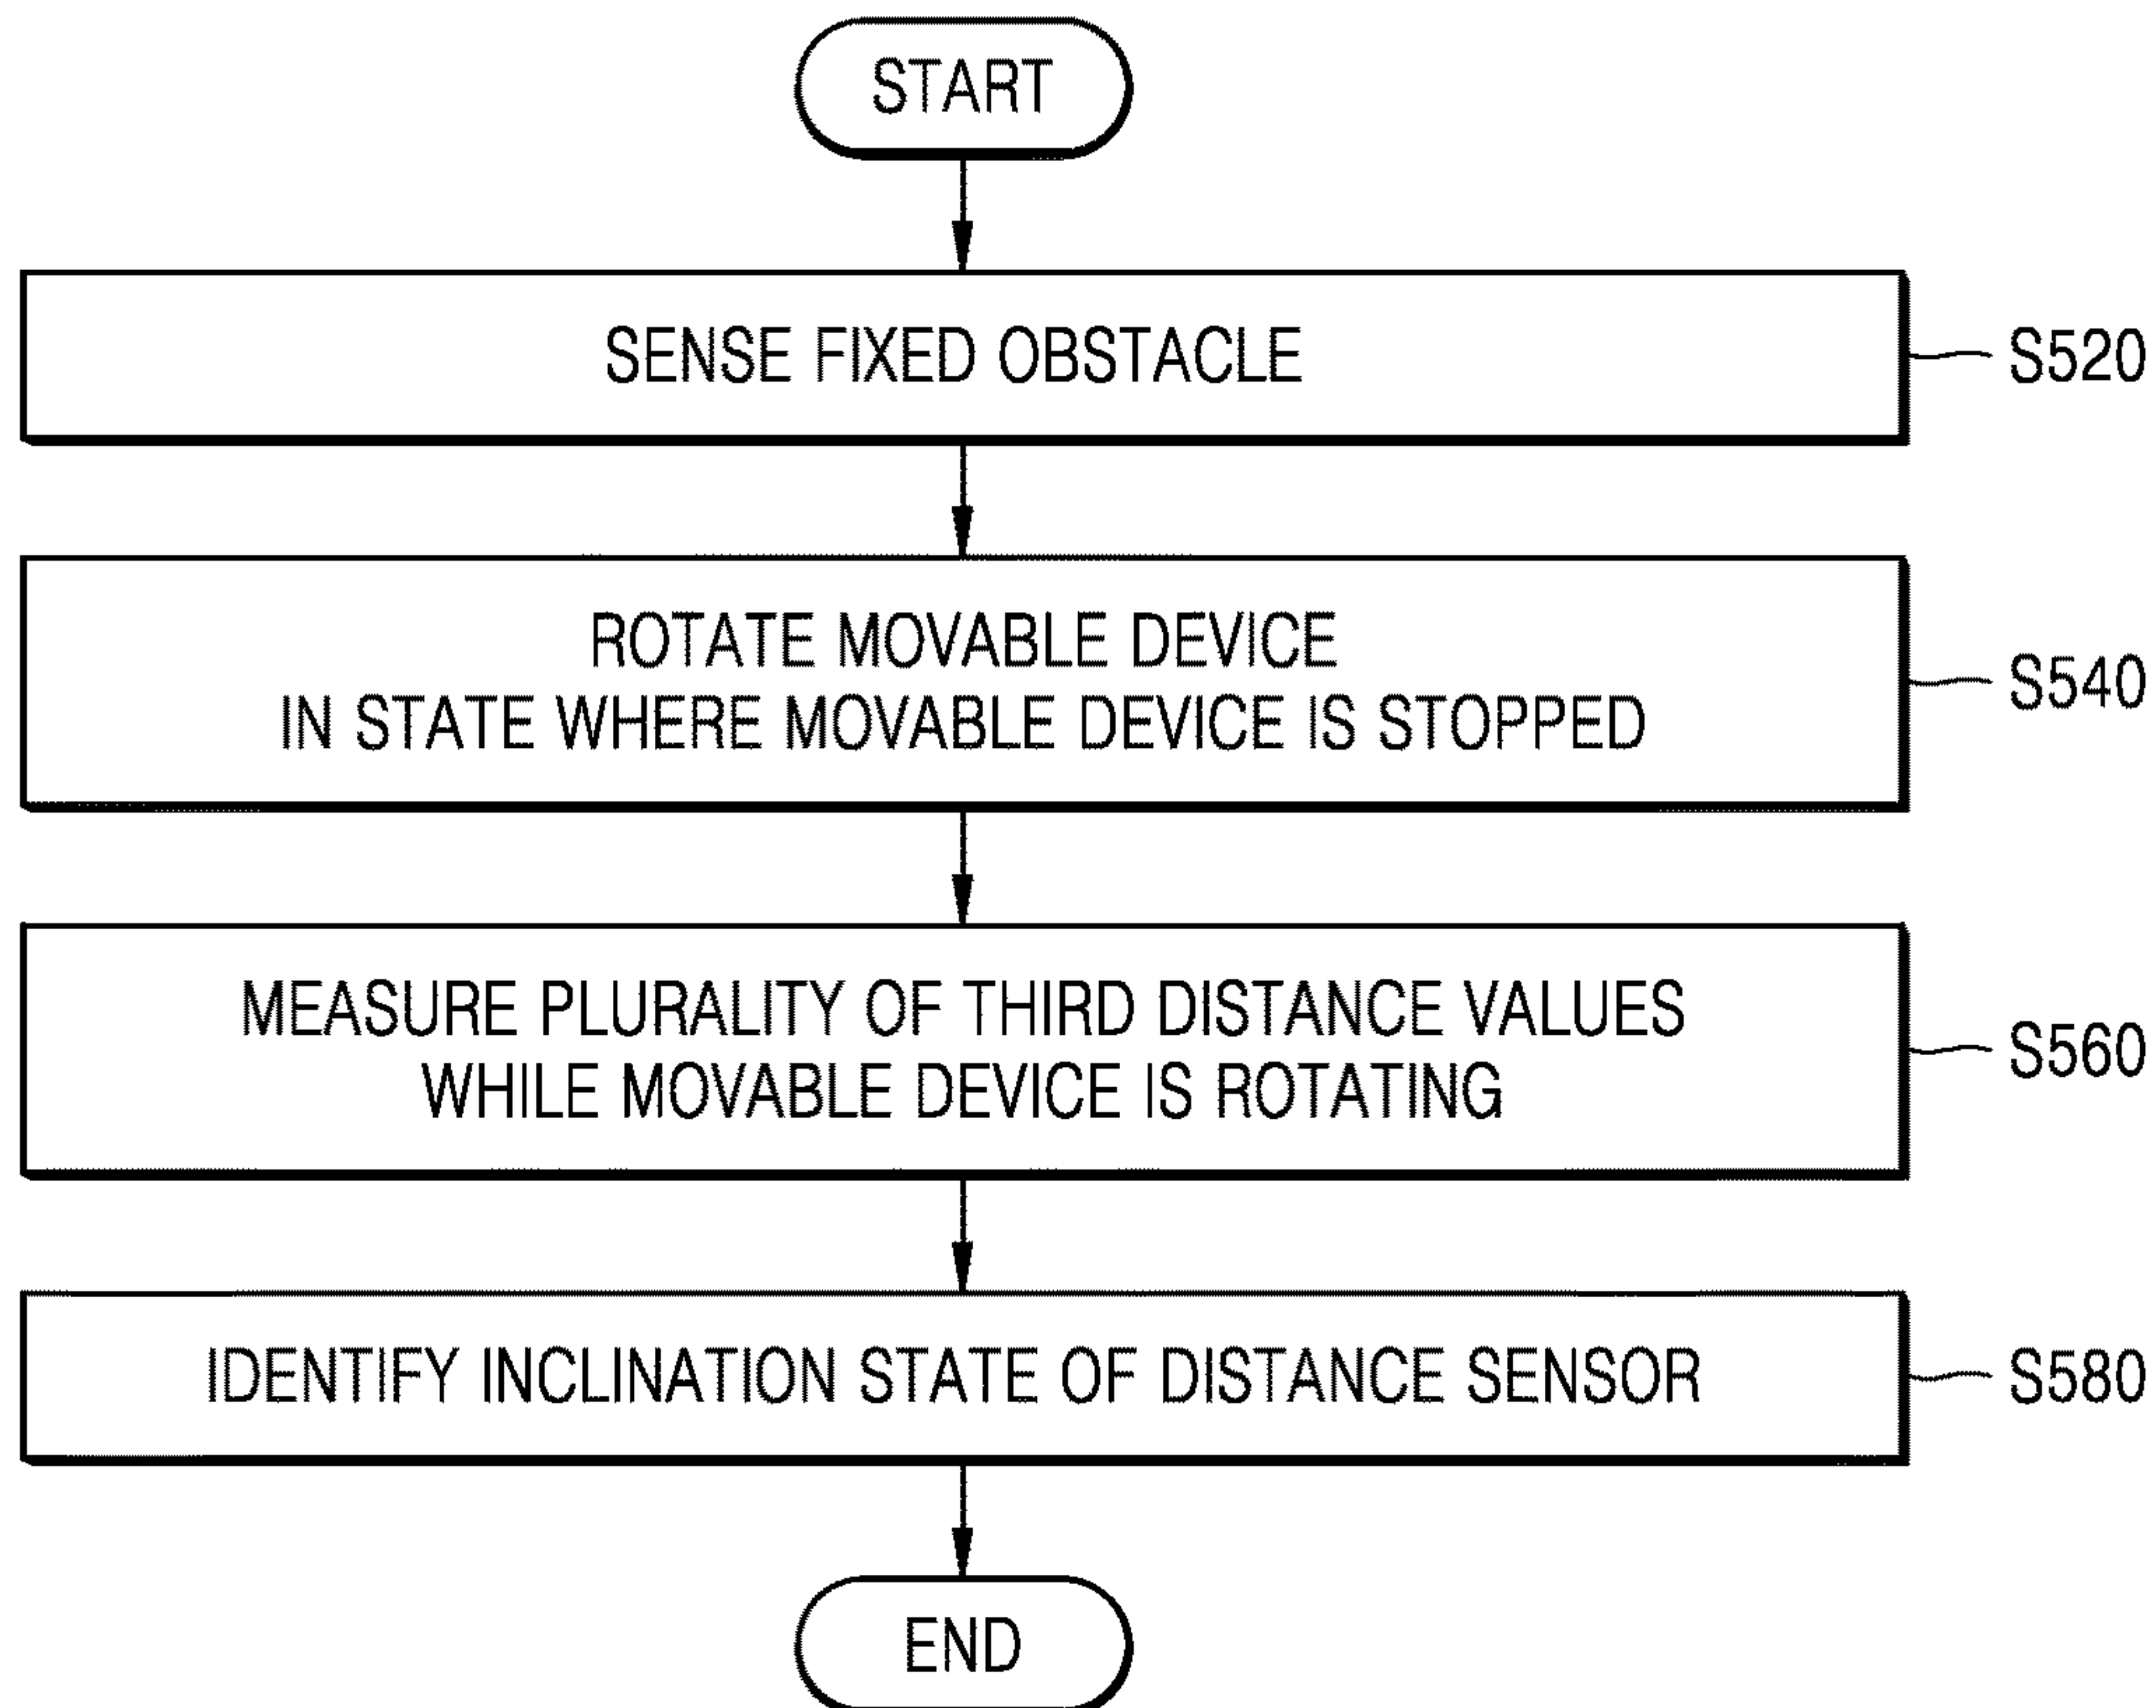 START
SENSE FIXED OBSTACLE
S520
ROTATE MOVABLE DEVICE
IN STATE WHERE MOVABLE DEVICE IS STOPPED
S540
MEASURE PLURALITY OF THIRD DISTANCE VALUES
WHILE MOVABLE DEVICE IS ROTATING
S560
IDENTIFY INCLINATION STATE OF DISTANCE SENSOR
S580
END